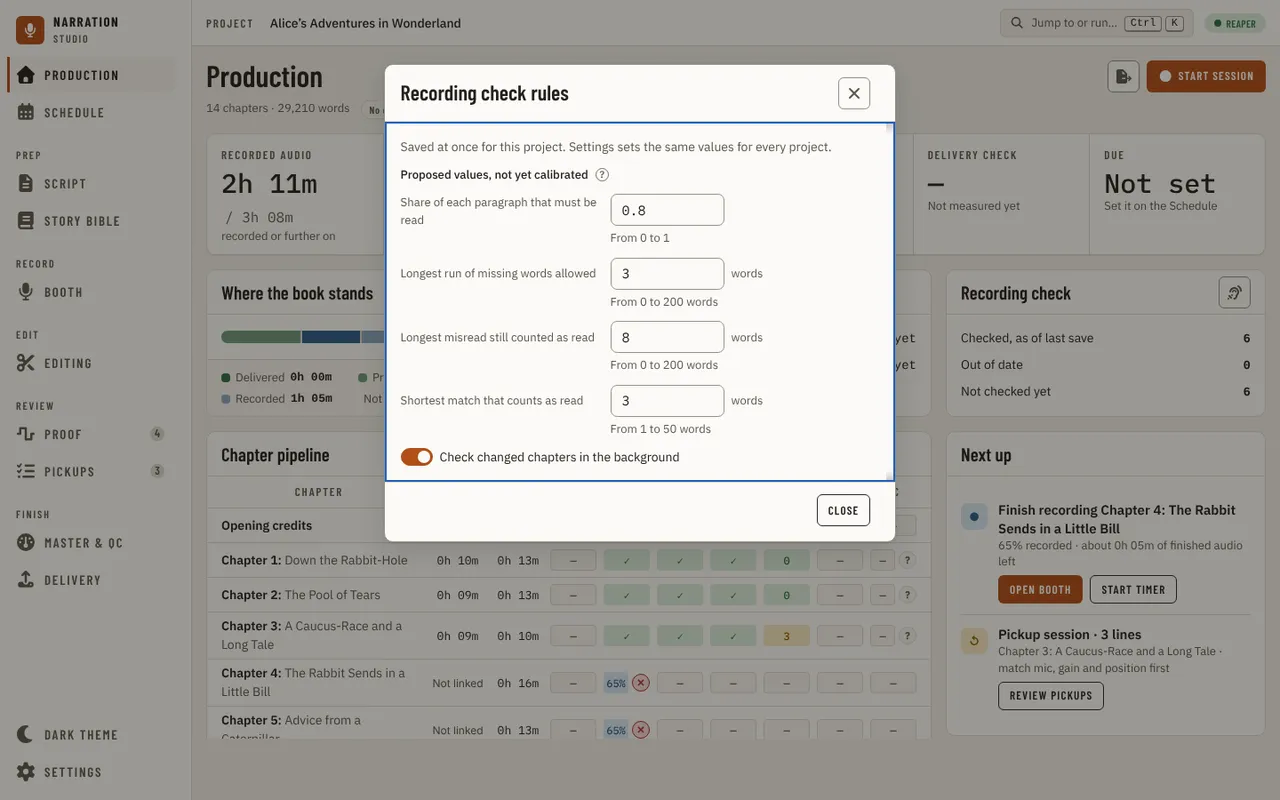 NARRATION
STUDIO
PROJECT Alice's Adventures in Wonderland
Jump to or run... Ctrl K
REAPER
PRODUCTION
SCHEDULE
PREP
SCRIPT
STORY BIBLE
RECORD
BOOTH
EDIT
EDITING
REVIEW
PROOF 4
PICKUPS 3
FINISH
MASTER & QC
DELIVERY
DARK THEME
SETTINGS
Production
14 chapters · 29,210 words
START SESSION
RECORDED AUDIO
2h 11m
/ 3h 08m
recorded or further on
DELIVERY CHECK
—
Not measured yet
DUE
Not set
Set it on the Schedule
Recording check rules
Saved at once for this project. Settings sets the same values for every project.
Proposed values, not yet calibrated ?
Share of each paragraph that must be read
0.8
From 0 to 1
Longest run of missing words allowed 3 words
From 0 to 200 words
Longest misread still counted as read 8 words
From 0 to 200 words
Shortest match that counts as read 3 words
From 1 to 50 words
Check changed chapters in the background
CLOSE
Where the book stands
Delivered 0h 00m
Recorded 1h 05m Not
yet
yet
Recording check
Checked, as of last save 6
Out of date 0
Not checked yet 6
Chapter pipeline
CHAPTER
Opening credits
Chapter 1: Down the Rabbit-Hole 0h 10m 0h 13m — ✓ ✓ ✓ 0 — — ?
Chapter 2: The Pool of Tears 0h 09m 0h 13m — ✓ ✓ ✓ 0 — — ?
Chapter 3: A Caucus-Race and a Long Tale 0h 09m 0h 10m — ✓ ✓ ✓ 3 — — ?
Chapter 4: The Rabbit Sends in a Little Bill Not linked 0h 16m — 65% — — — — —
Chapter 5: Advice from a Not linked 0h 13m — 65% — — — — —
Next up
Finish recording Chapter 4: The Rabbit
Sends in a Little Bill
65% recorded · about 0h 05m of finished audio
left
OPEN BOOTH START TIMER
Pickup session · 3 lines
Chapter 3: A Caucus-Race and a Long Tale ·
match mic, gain and position first
REVIEW PICKUPS